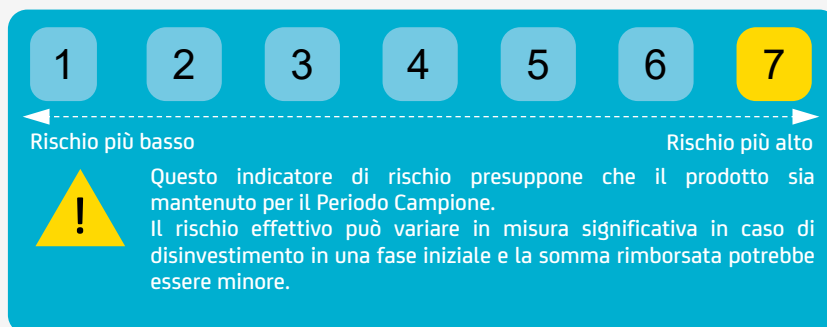 1 2 3 4 5 6 7
Rischio più basso Rischio più alto
!
Questo indicatore di rischio presuppone che il prodotto sia
mantenuto per il Periodo Campione.
Il rischio effettivo può variare in misura significativa in caso di
disinvestimento in una fase iniziale e la somma rimborsata potrebbe
essere minore.